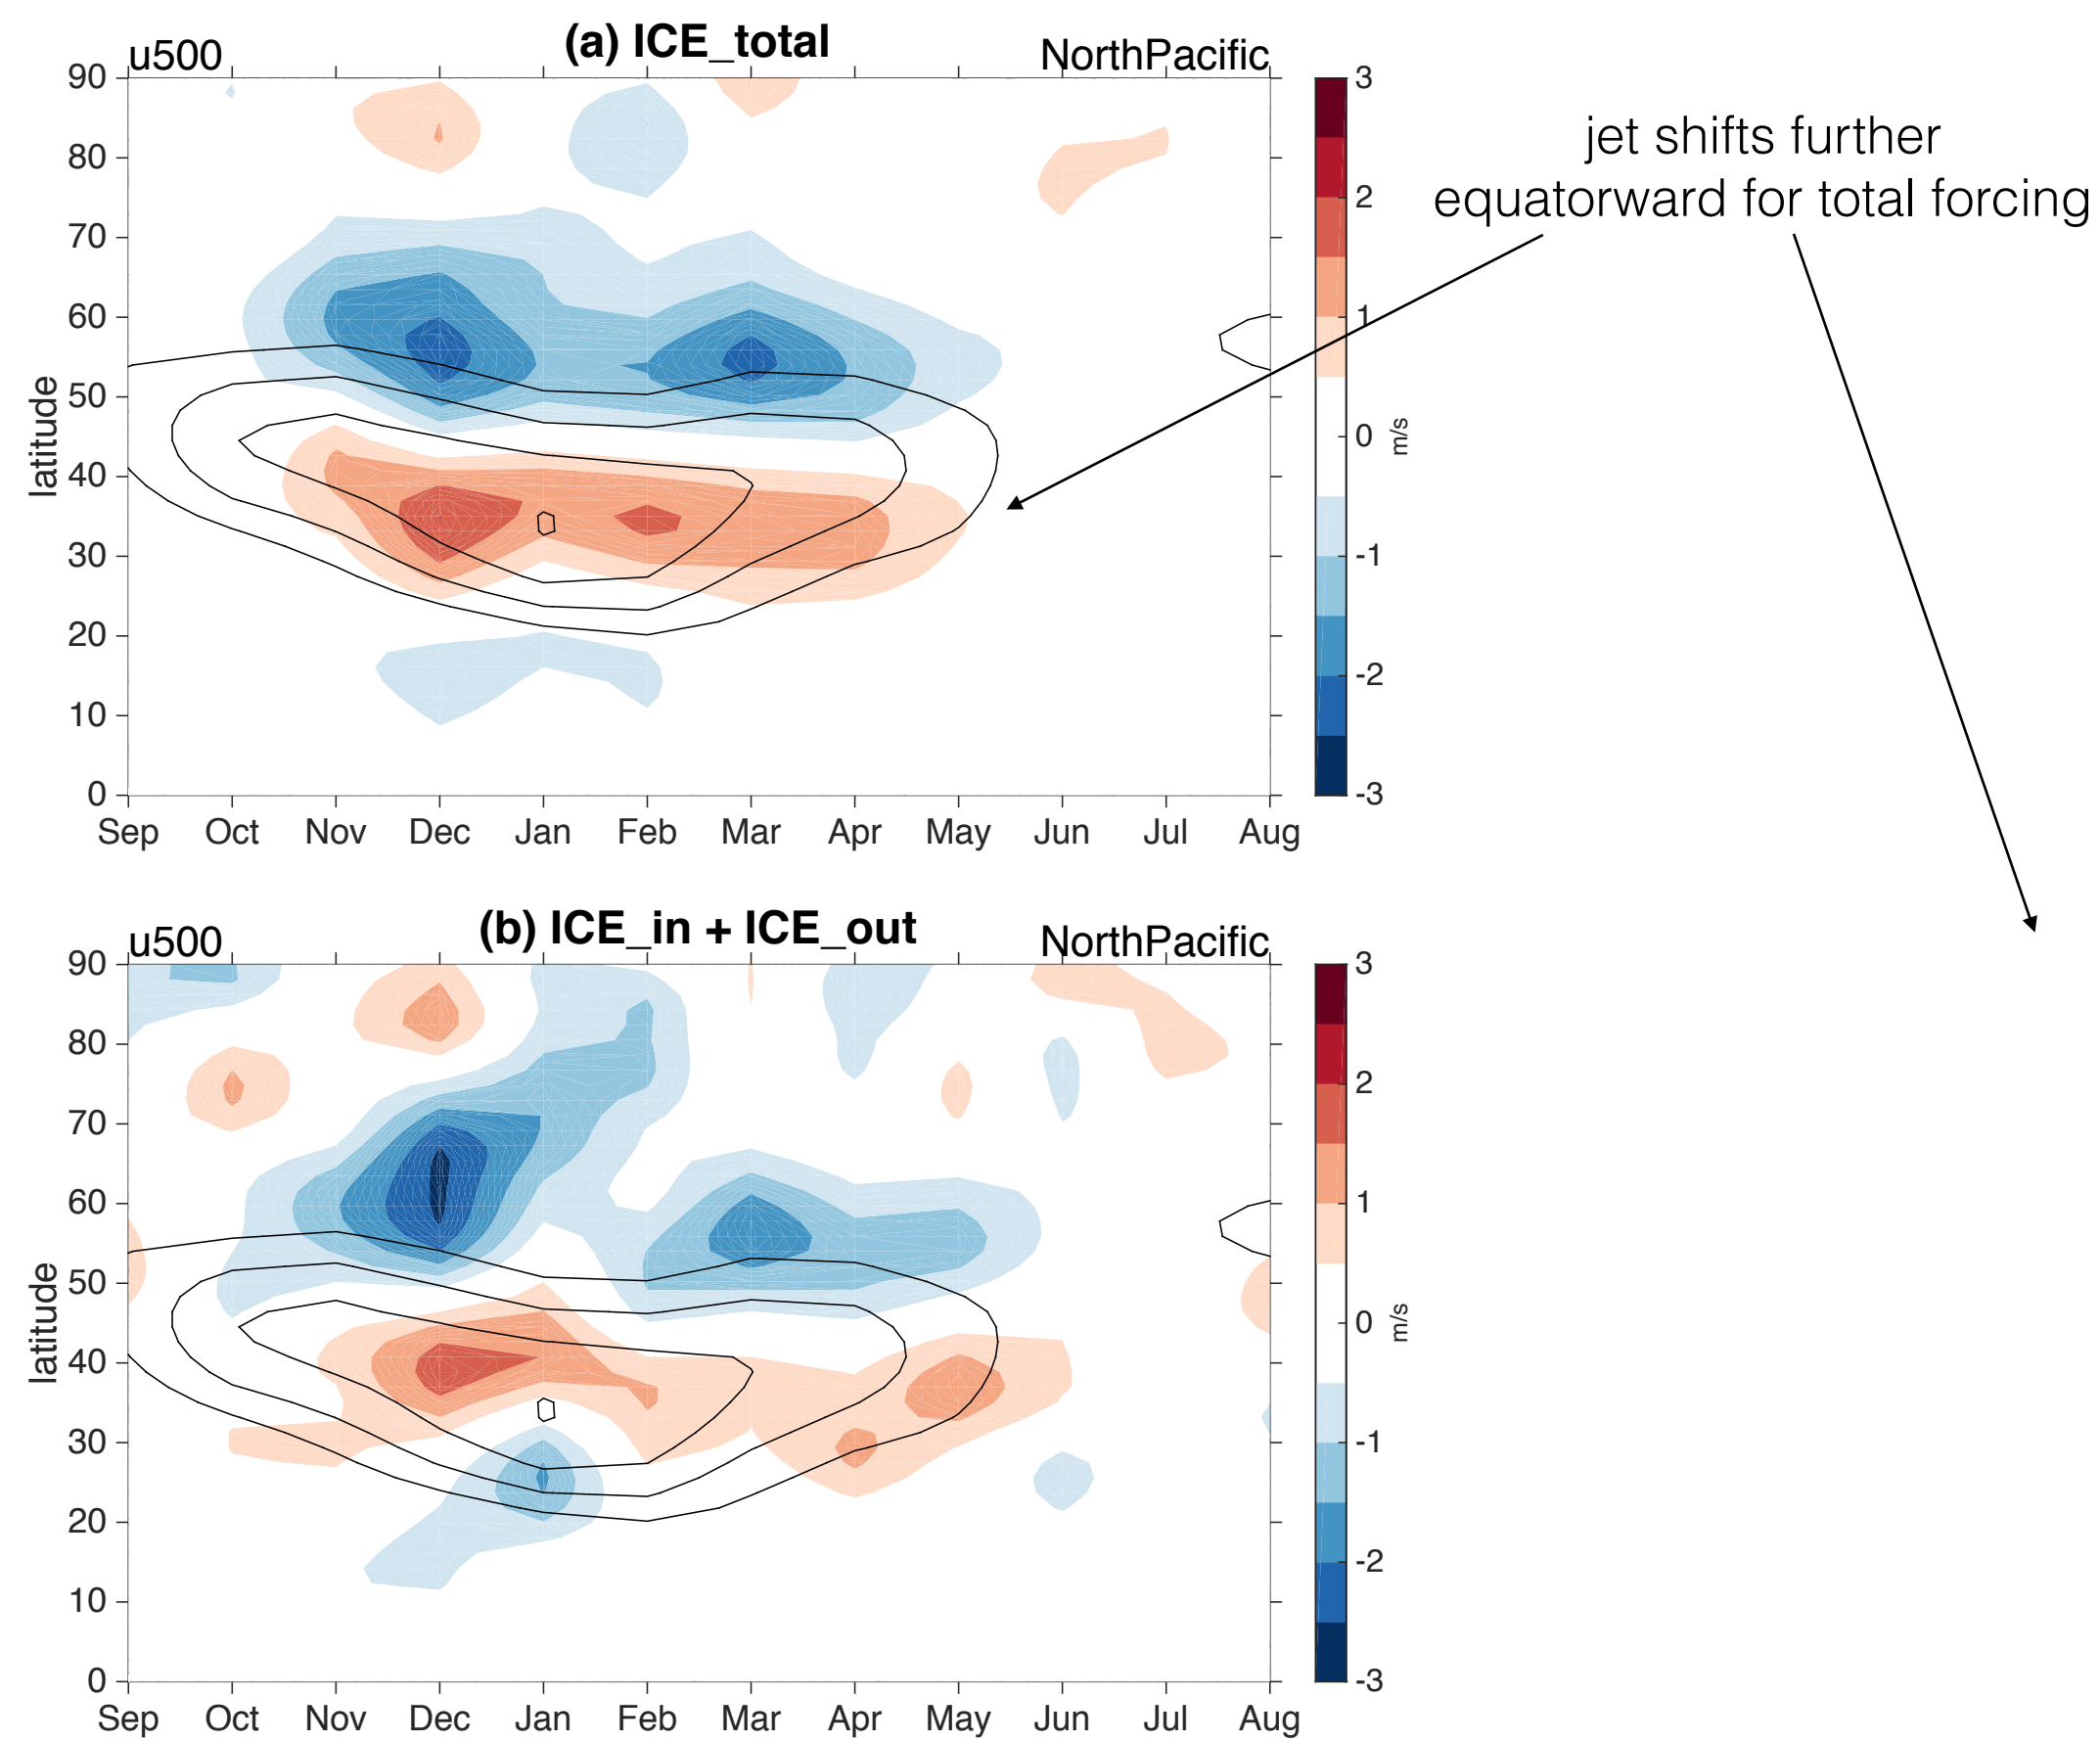 (a) ICE_total
u500
NorthPacific
jet shifts further
equatorward for total forcing
90
80
70
60
50
40
30
20
10
0
latitude
Sep Oct Nov Dec Jan Feb Mar Apr May Jun Jul Aug
3
2
1
0
-1
-2
-3
m/s
(b) ICE_in + ICE_out
u500
NorthPacific
90
80
70
60
50
40
30
20
10
0
latitude
Sep Oct Nov Dec Jan Feb Mar Apr May Jun Jul Aug
3
2
1
0
-1
-2
-3
m/s